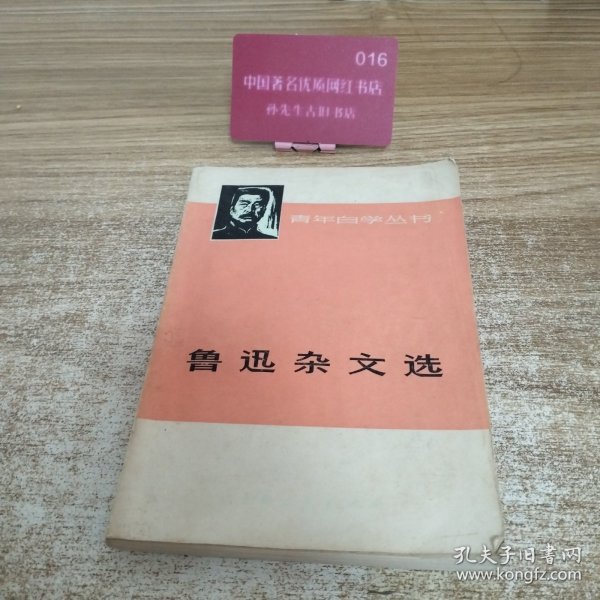 016
中国著名优质网红书店
孙先生古旧书店
青年自学丛书
鲁迅杂文选
孔夫子旧书网
www.kongfz.com